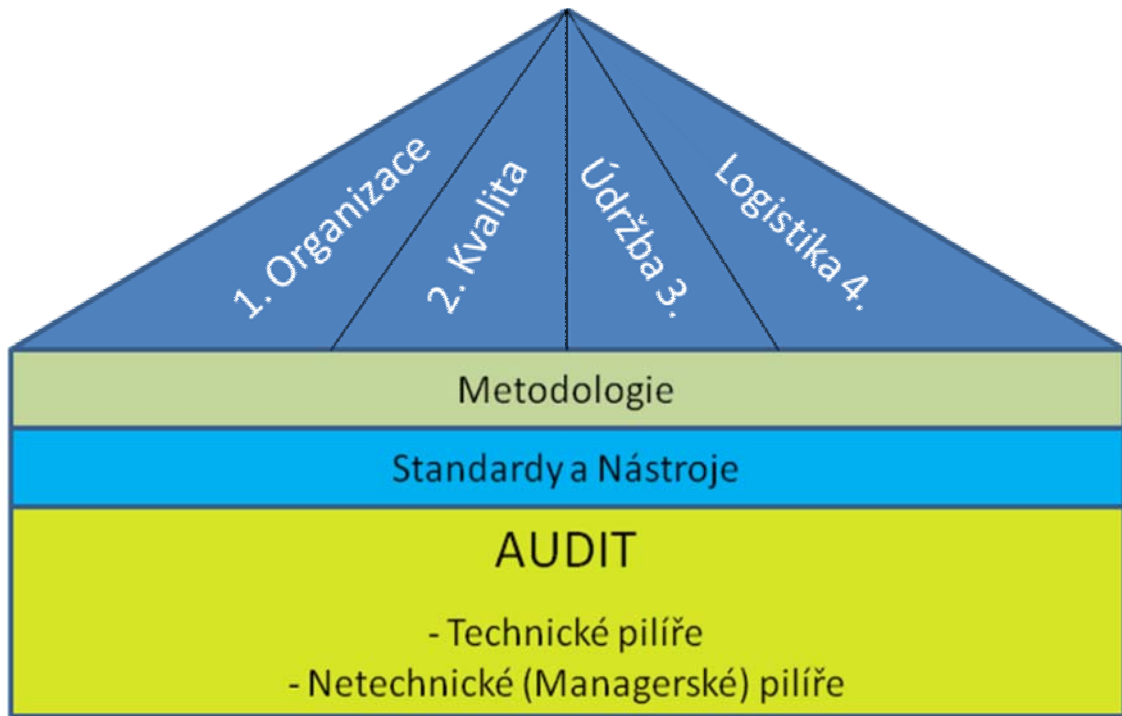 1. Organizace
2. Kvalita
Údržba 3.
Logistika 4.
Metodologie
Standardy a Nástroje
AUDIT
- Technické pilíře
- Netechnické (Managerské) pilíře